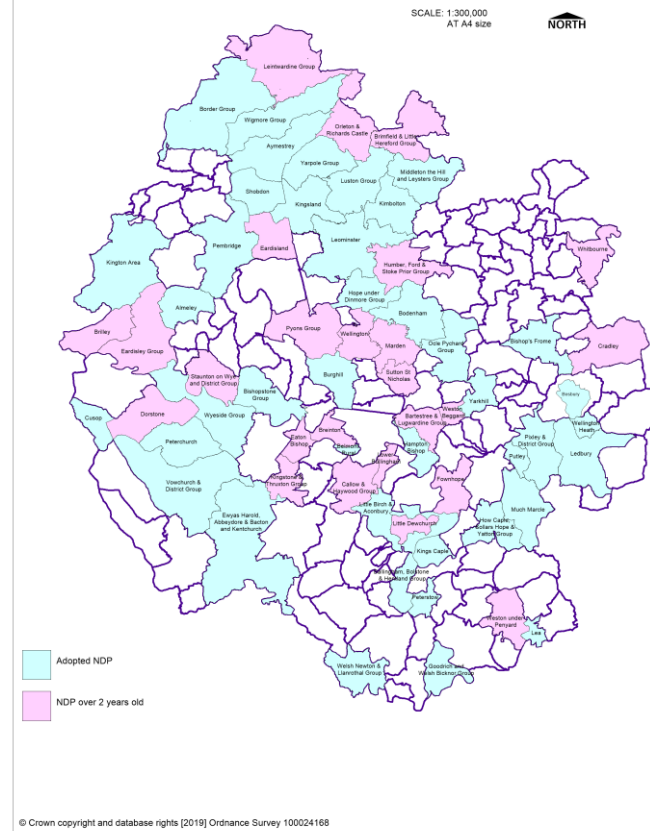 SCALE: 1:300,000
AT A4 size
NORTH
Leintwardine Group
Border Group
Wigmore Group
Orleton &
Richards Castle
Brimfield & Little
Hereford Group
Aymestrey
Yarpole Group
Middleton the Hill
and Leysters Group
Luston Group
Shobdon
Kingsland
Kimbolton
Leominster
Pembridge
Eardisland
Whitbourne
Kington Area
Humber, Ford &
Stoke Prior Group
Hope under
Dinmore Group
Almeley
Bodenham
Pyons Group
Brilley
Wellington
Eardisley Group
Marden
Ocle Pychard
Group
Bishop's Frome
Cradley
Sutton St
Nicholas
Staunton on Wye
and District Group
Burghill
Bishopstone
Group
Yarkhill
Wellington
Heath
Dorstone
Cusop
Wyeside Group
Bartestree &
Lugwardine Group
Weston
Beggard
Breinton
Eaton
Bishop
Hampton
Bishop
Peterchurch
Pixley &
District Group
Putley
Ledbury
Callow &
Haywood Group
Fownhope
Vowchurch &
District Group
Little Birch &
Aconbury
Much Marcle
Ewyas Harold,
Abbeydore & Bacton
and Kentchurch
How Caple,
Sollars Hope &
Yatton Group
Little Dewchurch
Kings Caple
Peterstow
Weston under
Penyard
Lea
Welsh Newton &
Llanrothal Group
Goodrich and
Welsh Bicknor Group
Adopted NDP
NDP over 2 years old
© Crown copyright and database rights [2019] Ordnance Survey 100024168